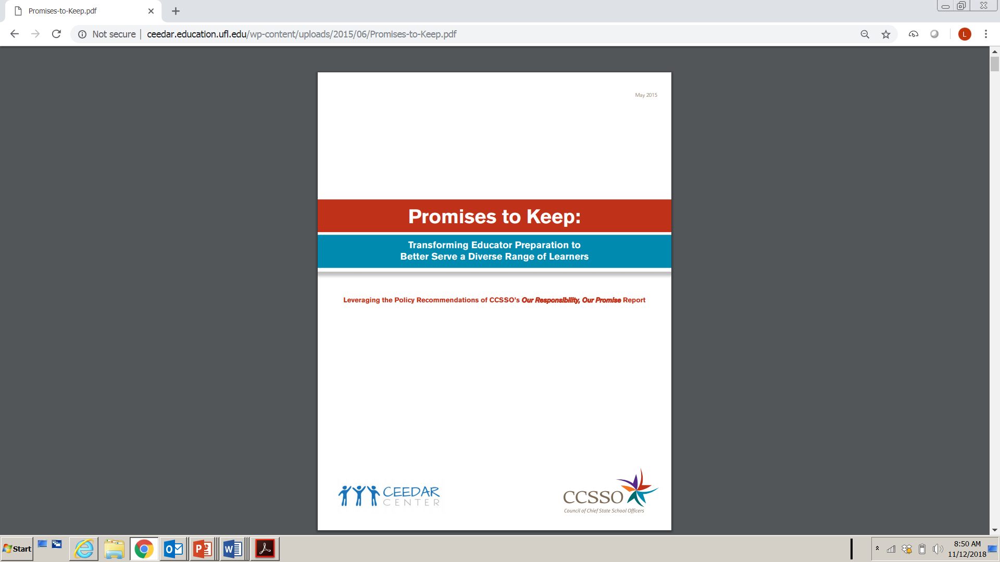 Promises-to-Keep.pdf
Not secure | ceedar.education.ufl.edu/wp-content/uploads/2015/06/Promises-to-Keep.pdf
L
May 2015
Promises to Keep:
Transforming Educator Preparation to
Better Serve a Diverse Range of Learners
Leveraging the Policy Recommendations of CCSSO's Our Responsibility, Our Promise Report
CEEDAR
CENTER
CCSSO
Council of Chief State School Officers
Start
8:50 AM
11/12/2018